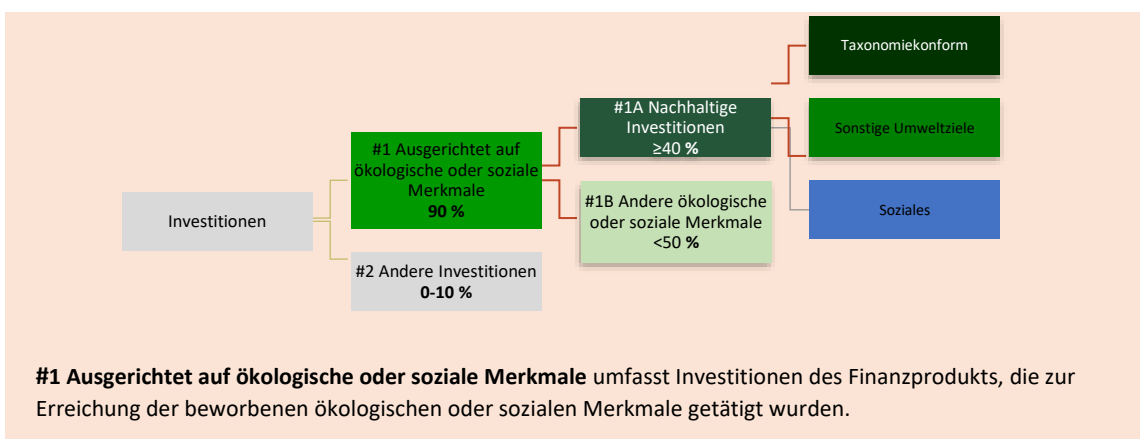 Taxonomiekonform
#1A Nachhaltige
Investitionen
≥40 %
Sonstige Umweltziele
#1 Ausgerichtet auf
ökologische oder soziale
Merkmale
90 %
#1B Andere ökologische
oder soziale Merkmale
<50 %
Soziales
Investitionen
#2 Andere Investitionen
0-10 %
#1 Ausgerichtet auf ökologische oder soziale Merkmale umfasst Investitionen des Finanzprodukts, die zur
Erreichung der beworbenen ökologischen oder sozialen Merkmale getätigt wurden.